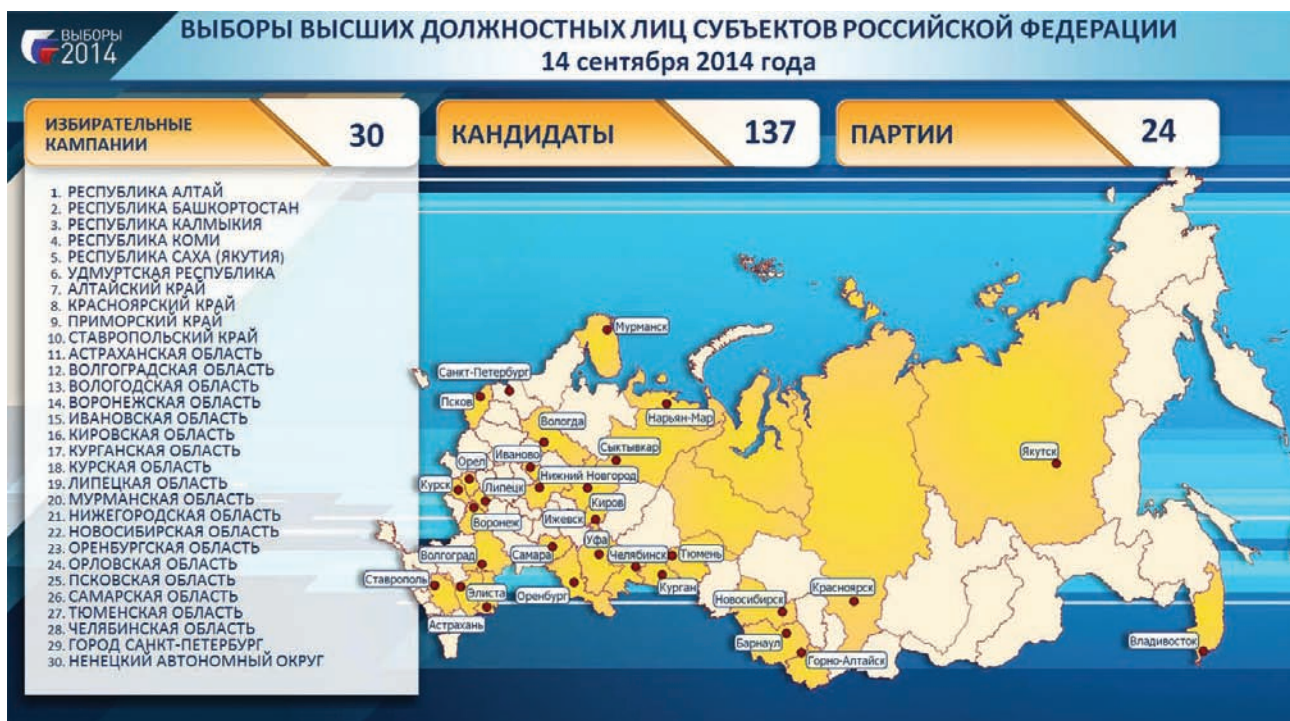 ВЫБОРЫ
2014
ВЫБОРЫ ВЫСШИХ ДОЛЖНОСТНЫХ ЛИЦ СУБЪЕКТОВ РОССИЙСКОЙ ФЕДЕРАЦИИ
14 сентября 2014 года
ИЗБИРАТЕЛЬНЫЕ
КАМПАНИИ
30
КАНДИДАТЫ
137
ПАРТИИ
24
1. РЕСПУБЛИКА АЛТАЙ
2. РЕСПУБЛИКА БАШКОРТОСТАН
3. РЕСПУБЛИКА КАЛМЫКИЯ
4. РЕСПУБЛИКА КОМИ
5. РЕСПУБЛИКА САХА (ЯКУТИЯ)
6. УДМУРТСКАЯ РЕСПУБЛИКА
7. АЛТАЙСКИЙ КРАЙ
8. КРАСНОЯРСКИЙ КРАЙ
9. ПРИМОРСКИЙ КРАЙ
10. СТАВРОПОЛЬСКИЙ КРАЙ
11. АСТРАХАНСКАЯ ОБЛАСТЬ
12. ВОЛГОГРАДСКАЯ ОБЛАСТЬ
13. ВОЛОГОДСКАЯ ОБЛАСТЬ
14. ВОРОНЕЖСКАЯ ОБЛАСТЬ
15. ИВАНОВСКАЯ ОБЛАСТЬ
16. КИРОВСКАЯ ОБЛАСТЬ
17. КУРГАНСКАЯ ОБЛАСТЬ
18. КУРСКАЯ ОБЛАСТЬ
19. ЛИПЕЦКАЯ ОБЛАСТЬ
20. МУРМАНСКАЯ ОБЛАСТЬ
21. НИЖЕГОРОДСКАЯ ОБЛАСТЬ
22. НОВОСИБИРСКАЯ ОБЛАСТЬ
23. ОРЕНБУРГСКАЯ ОБЛАСТЬ
24. ОРЛОВСКАЯ ОБЛАСТЬ
25. ПСКОВСКАЯ ОБЛАСТЬ
26. САМАРСКАЯ ОБЛАСТЬ
27. ТЮМЕНСКАЯ ОБЛАСТЬ
28. ЧЕЛЯБИНСКАЯ ОБЛАСТЬ
29. ГОРОД САНКТ-ПЕТЕРБУРГ
30. НЕНЕЦКИЙ АВТОНОМНЫЙ ОКРУГ
Мурманск
Санкт-Петербург
Псков
Нарьян-Мар
Вологда
Сыктывкар
Иваново
Якутск
Орел
Нижний Новгород
Курск
Липецк
Киров
Воронеж
Ижевск
Уфа
Волгоград
Самара
Челябинск
Тюмень
Ставрополь
Элиста
Оренбург
Курган
Красноярск
Новосибирск
Астрахань
Барнаул
Владивосток
Горно-Алтайск